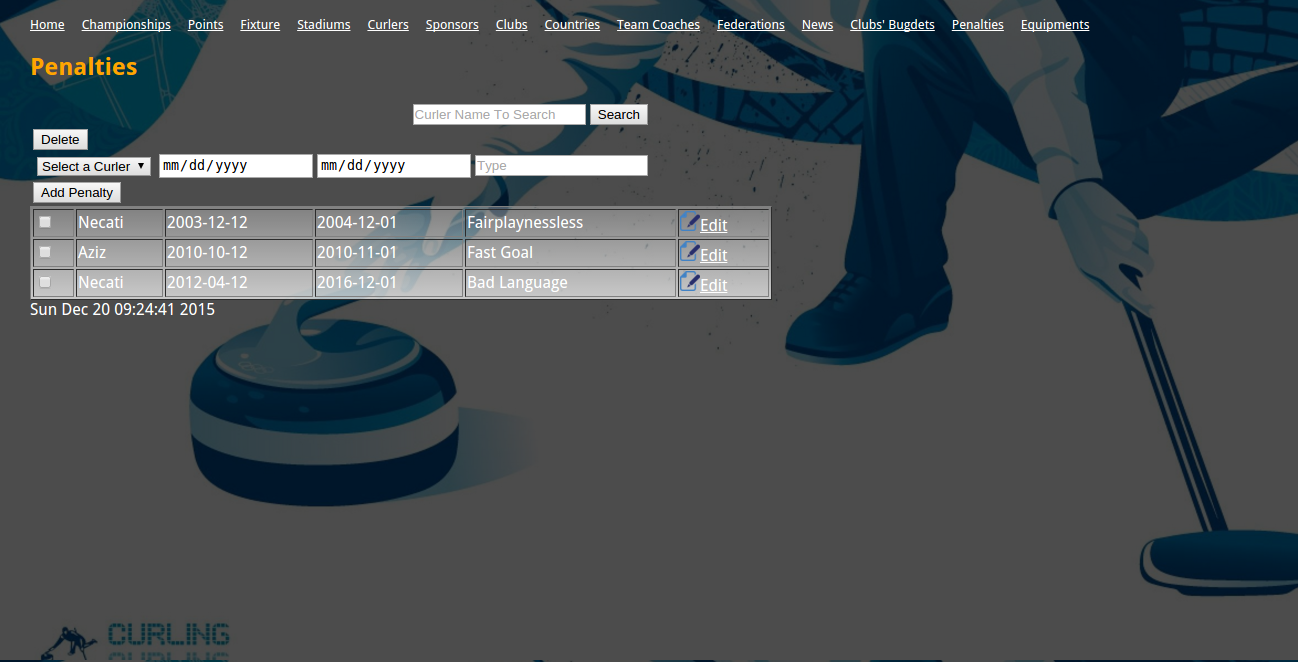 Home Championships Points Fixture Stadiums Curlers Sponsors Clubs Countries Team Coaches Federations News Clubs' Bugdets Penalties Equipments
Penalties
Curler Name To Search Search
Delete
Select a Curler mm/dd/yyyy mm/dd/yyyy Type
Add Penalty
Necati 2003-12-12 2004-12-01 Fairplaynessless Edit
Aziz 2010-10-12 2010-11-01 Fast Goal Edit
Necati 2012-04-12 2016-12-01 Bad Language Edit
Sun Dec 20 09:24:41 2015
CURLING
CURLING